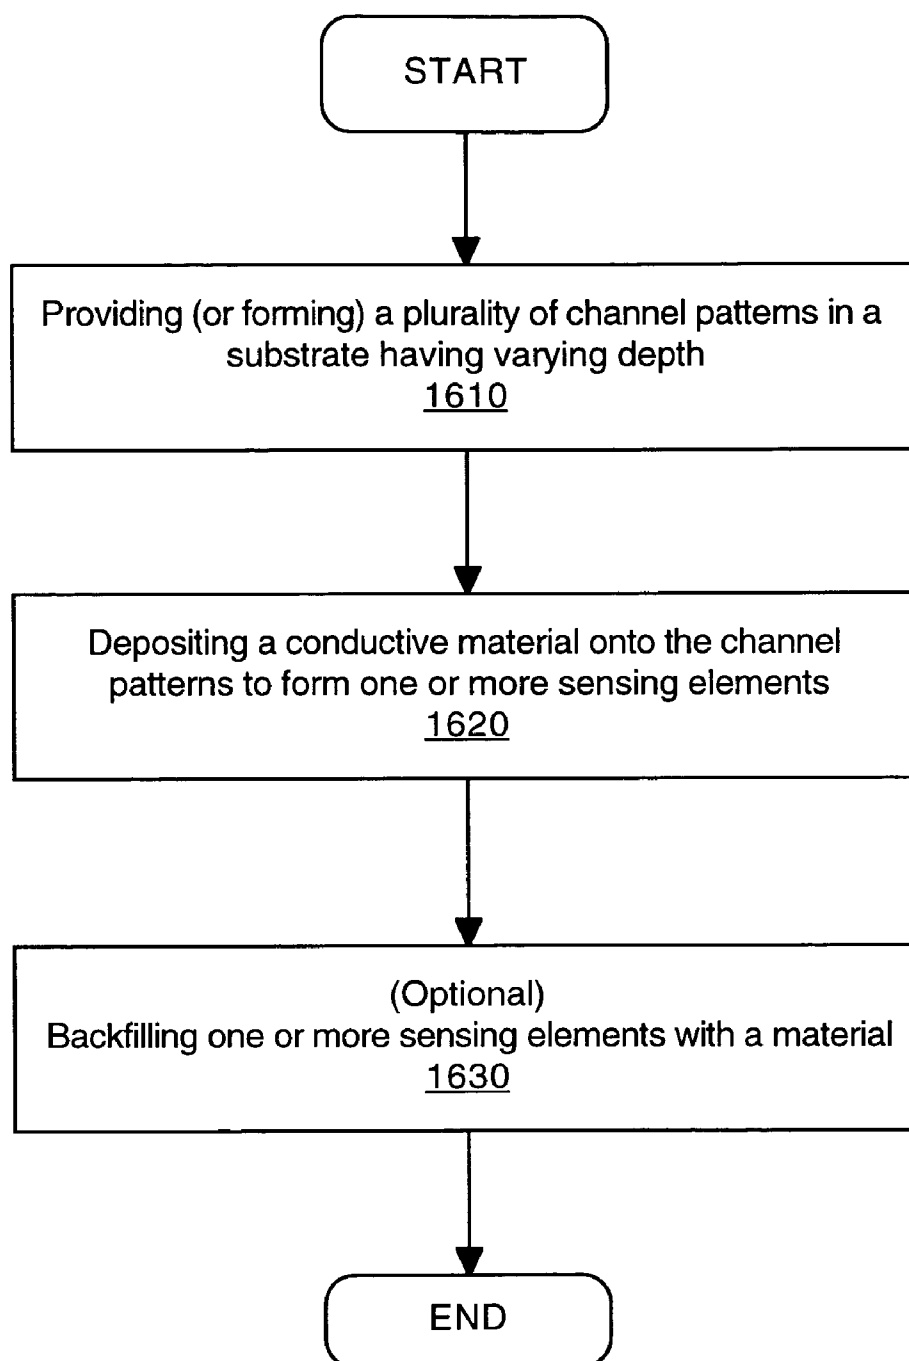 START
Providing (or forming) a plurality of channel patterns in a
substrate having varying depth
1610
Depositing a conductive material onto the channel
patterns to form one or more sensing elements
1620
(Optional)
Backfilling one or more sensing elements with a material
1630
END